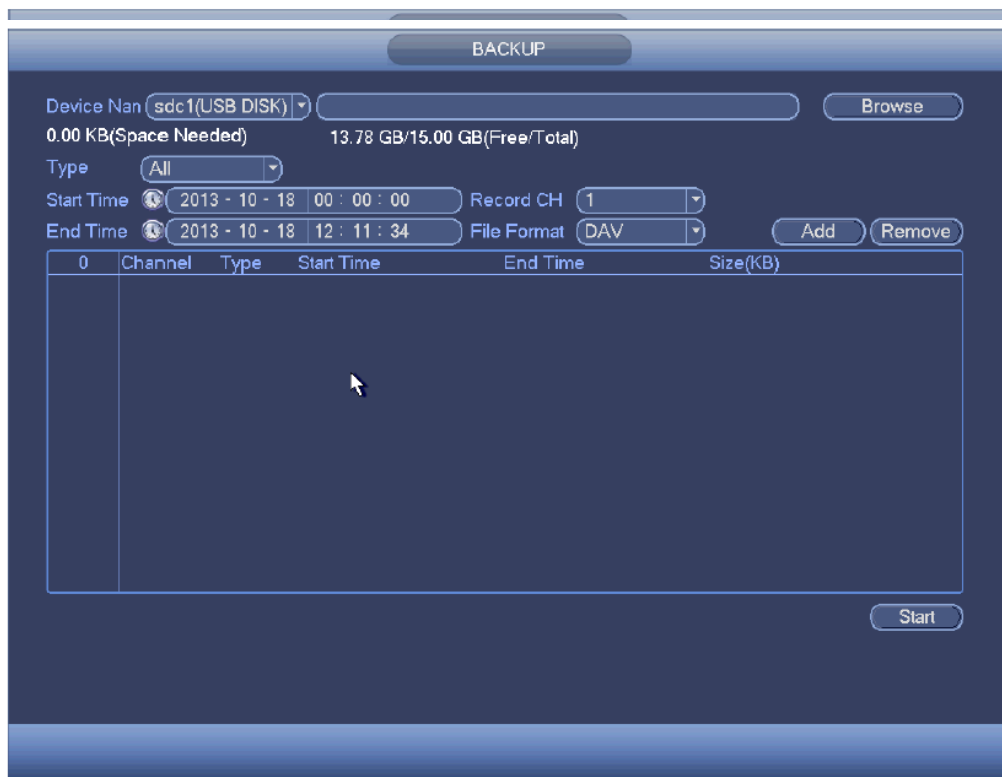 BACKUP
Device Nan sdc1(USB DISK) Browse
0.00 KB(Space Needed) 13.78 GB/15.00 GB(Free/Total)
Type All
Start Time 2013 - 10 - 18 00 : 00 : 00 Record CH 1
End Time 2013 - 10 - 18 12 : 11 : 34 File Format DAV Add Remove
0 Channel Type Start Time End Time Size(KB)
Start